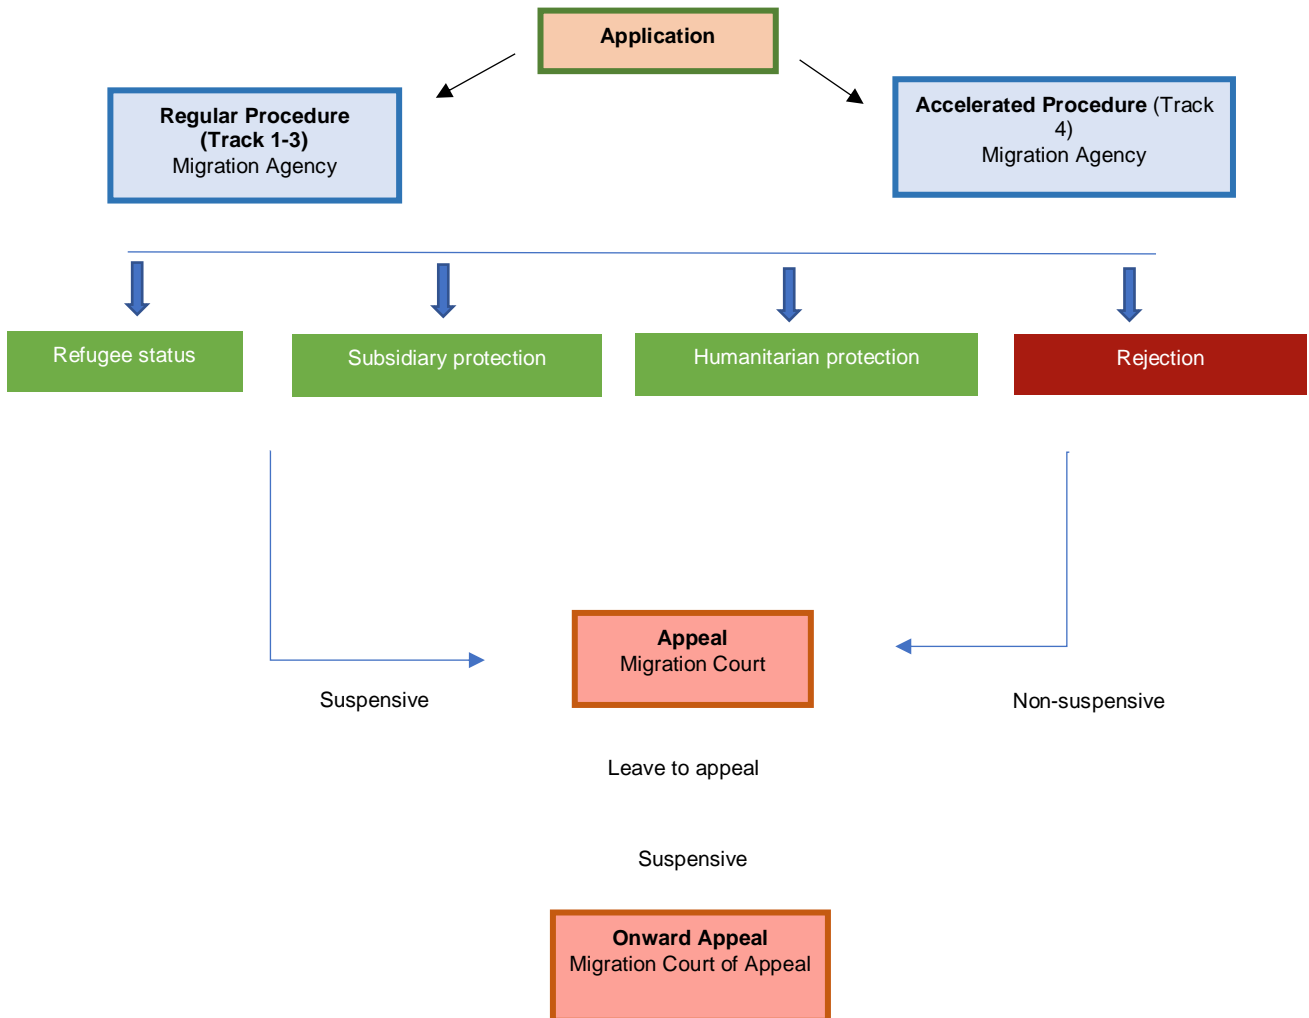 Application
Regular Procedure
(Track 1-3)
Migration Agency
Accelerated Procedure (Track
4)
Migration Agency
Refugee status
Subsidiary protection
Humanitarian protection
Rejection
Appeal
Migration Court
Suspensive
Non-suspensive
Leave to appeal
Suspensive
Onward Appeal
Migration Court of Appeal